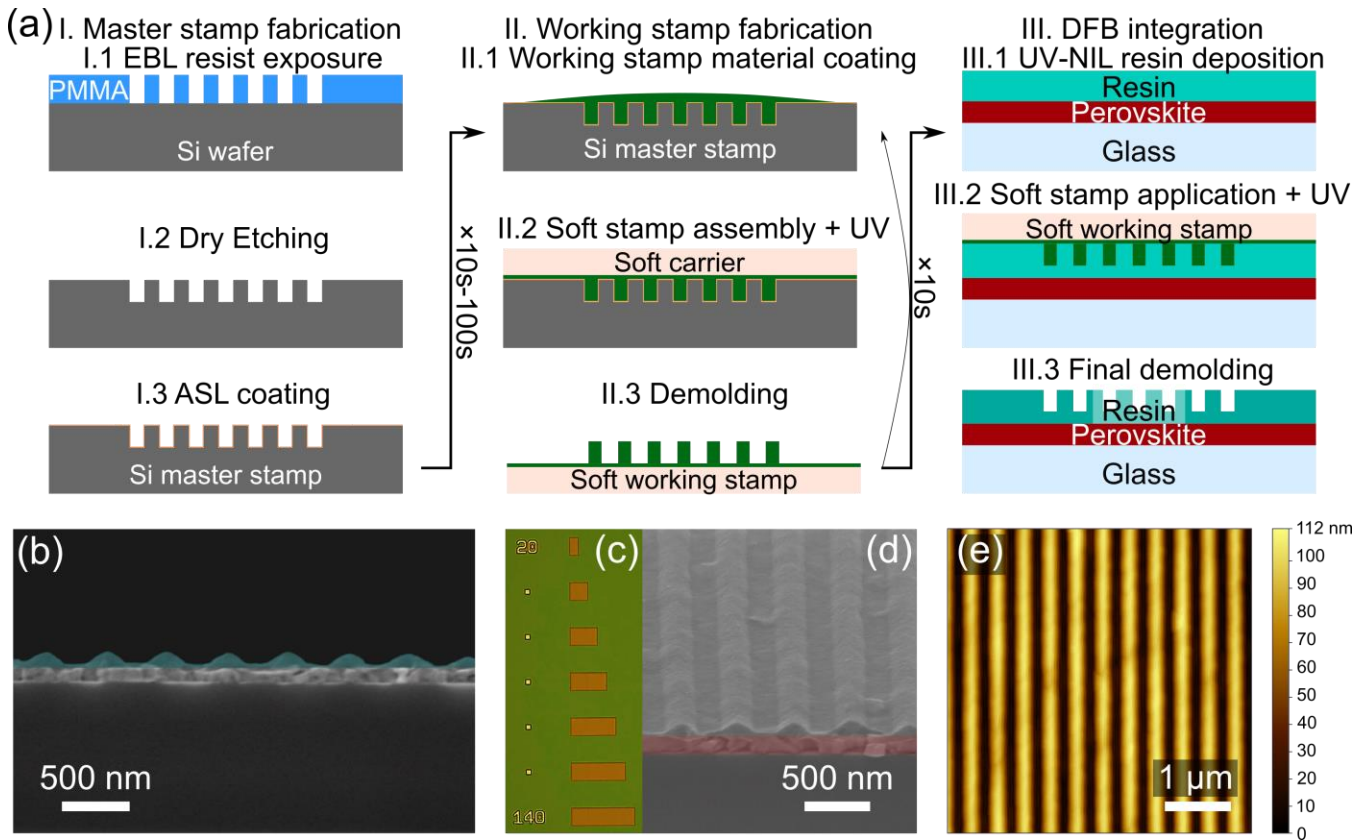 (a)
I. Master stamp fabrication
I.1 EBL resist exposure
PMMA
Si wafer
I.2 Dry Etching
I.3 ASL coating
Si master stamp
×10s-100s
II. Working stamp fabrication
II.1 Working stamp material coating
Si master stamp
II.2 Soft stamp assembly + UV
Soft carrier
II.3 Demolding
Soft working stamp
×10s
III. DFB integration
III.1 UV-NIL resin deposition
Resin
Perovskite
Glass
III.2 Soft stamp application + UV
Soft working stamp
III.3 Final demolding
Resin
Perovskite
Glass
(b)
500 nm
(c)
20
140
(d)
500 nm
(e)
1 µm
112 nm
100
90
80
70
60
50
40
30
20
10
0